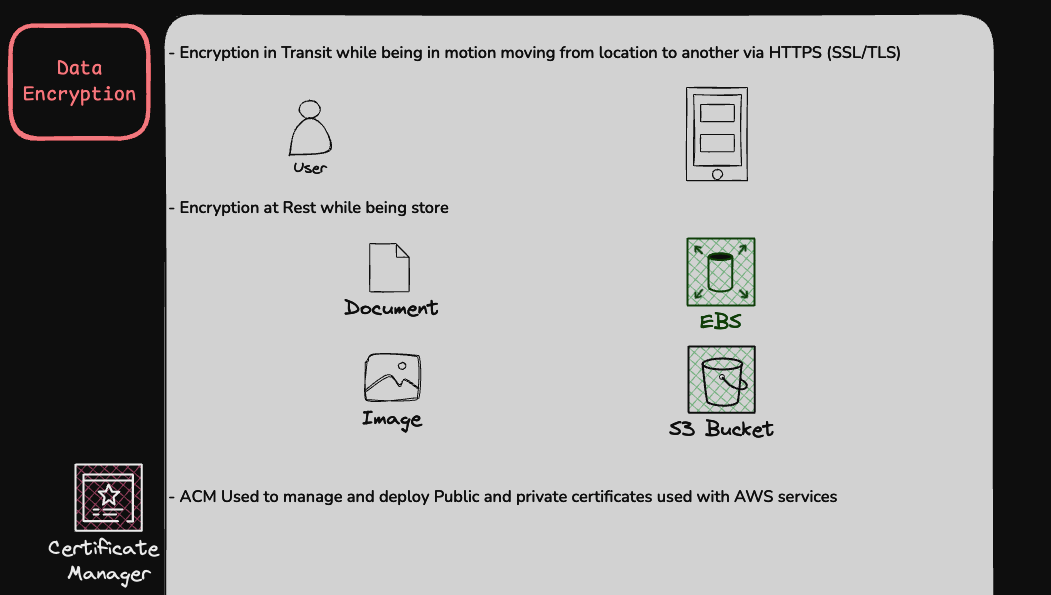 Data
Encryption
- Encryption in Transit while being in motion moving from location to another via HTTPS (SSL/TLS)
User
- Encryption at Rest while being store
Document
EBS
Image
S3 Bucket
- ACM Used to manage and deploy Public and private certificates used with AWS services
Certificate
Manager